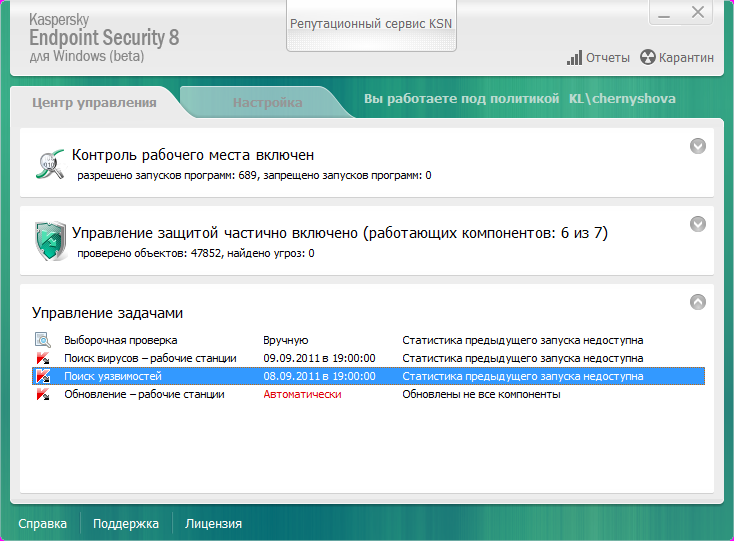 Kaspersky
Endpoint Security 8
для Windows (beta)
Репутационный сервис KSN
Отчеты
Карантин
Центр управления
Настройка
Вы работаете под политикой KL\chernyshova
Контроль рабочего места включен
разрешено запусков программ: 689, запрещено запусков программ: 0
Управление защитой частично включено (работающих компонентов: 6 из 7)
проверено объектов: 47852, найдено угроз: 0
Управление задачами
Выборочная проверка Вручную Статистика предыдущего запуска недоступна
Поиск вирусов – рабочие станции 09.09.2011 в 19:00:00 Статистика предыдущего запуска недоступна
Поиск уязвимостей 08.09.2011 в 19:00:00 Статистика предыдущего запуска недоступна
Обновление – рабочие станции Автоматически Обновлены не все компоненты
Справка Поддержка Лицензия